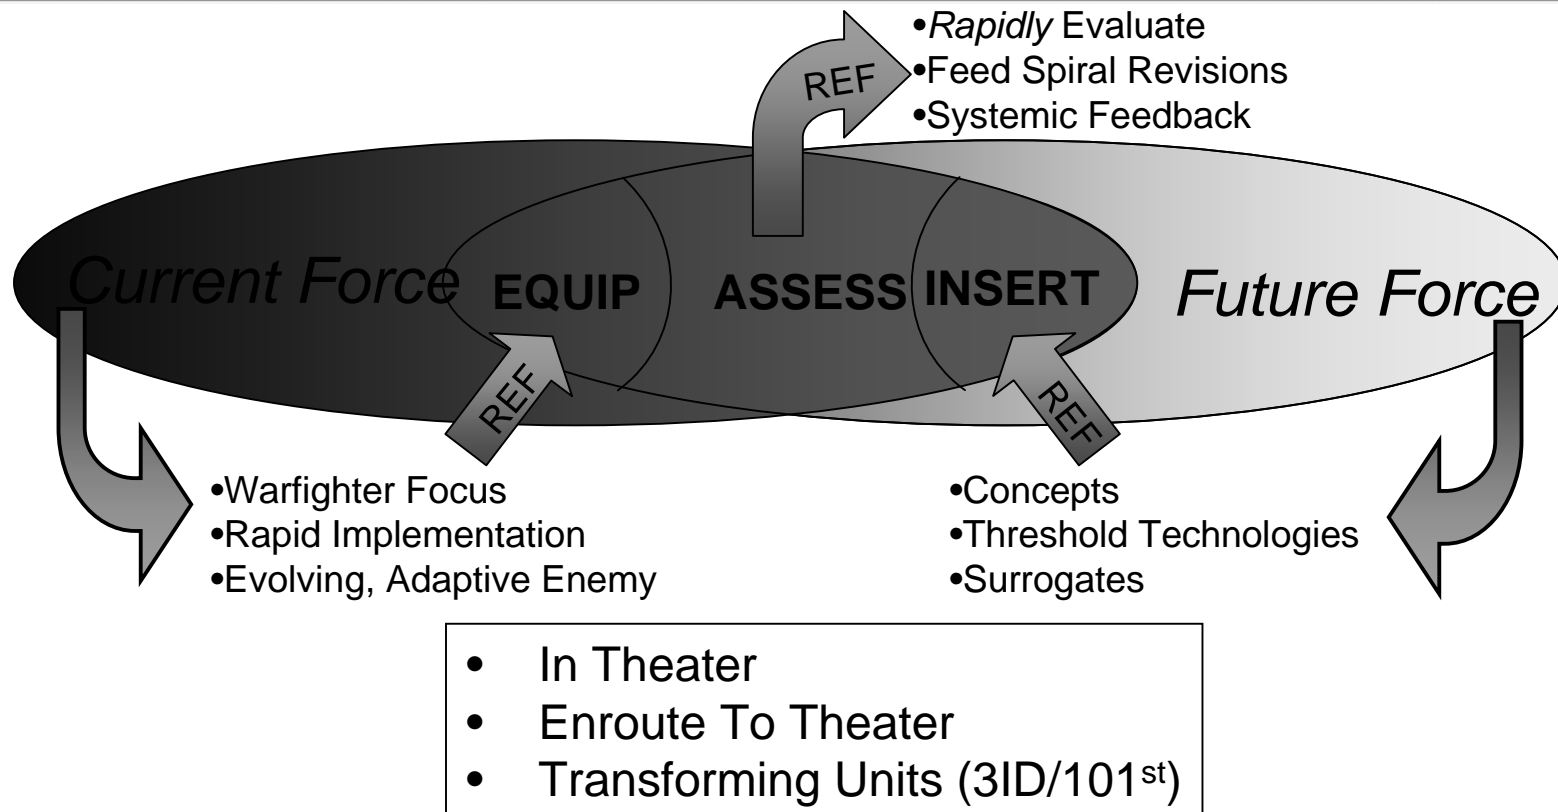 •Rapidly Evaluate
•Feed Spiral Revisions
•Systemic Feedback
REF
Current Force
EQUIP
ASSESS
INSERT
Future Force
REF
REF
•Warfighter Focus
•Rapid Implementation
•Evolving, Adaptive Enemy
•Concepts
•Threshold Technologies
•Surrogates
• In Theater
• Enroute To Theater
• Transforming Units (3ID/101st)